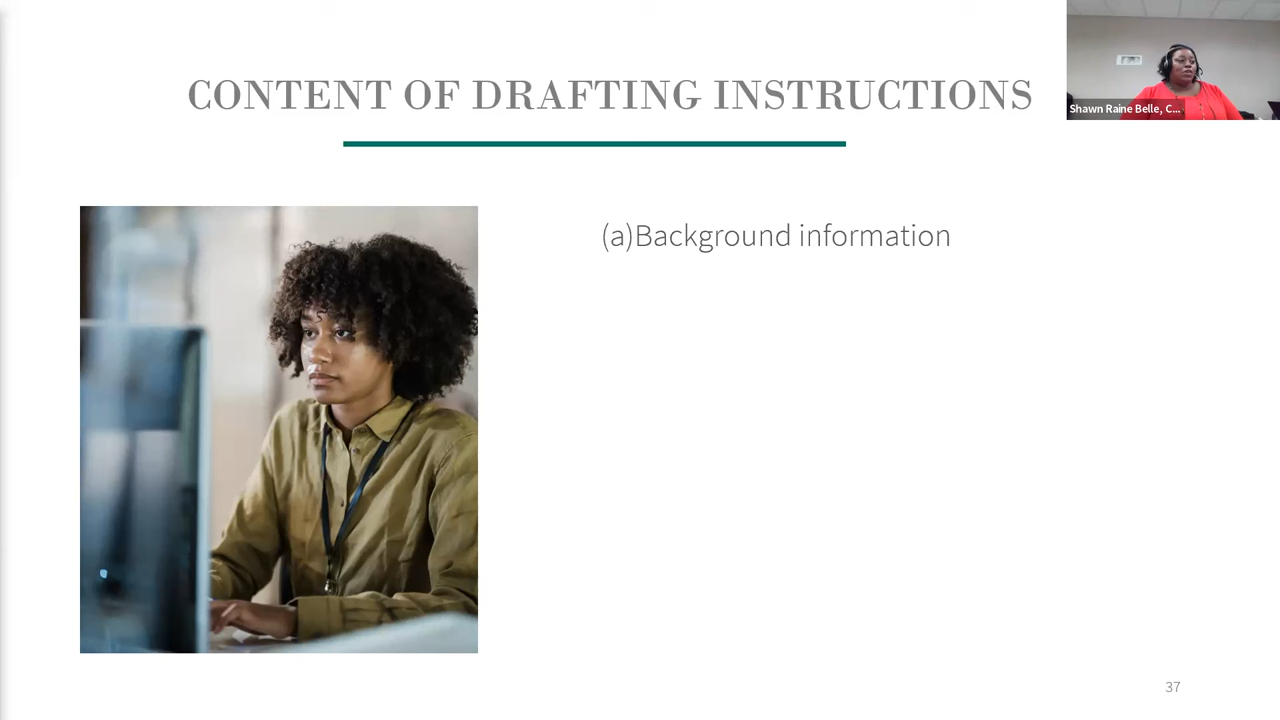 CONTENT OF DRAFTING INSTRUCTIONS
Shawn Raine Belle, C...
(a)Background information
37